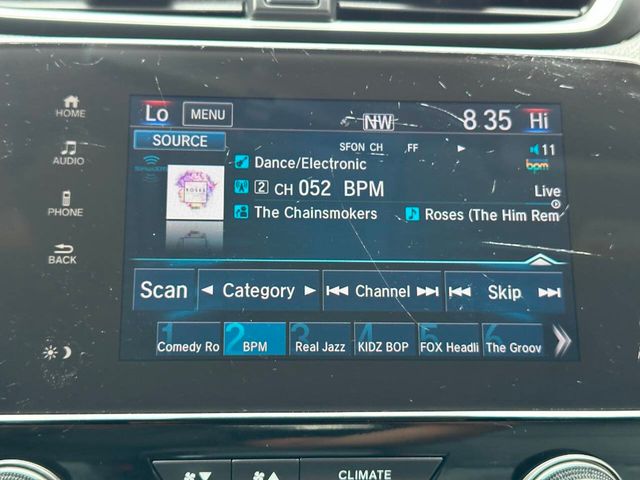 HOME
AUDIO
PHONE
BACK
Lo MENU NW 8 35 Hi
SOURCE SFON CH FF 11
SiriusXM Dance/Electronic bpm
2 CH 052 BPM Live
ROSES
The Chainsmokers Roses (The Him Rem
Scan Category Channel Skip
1 2 3 4 5 6
Comedy Ro BPM Real Jazz KIDZ BOP FOX Headli The Groov
CLIMATE